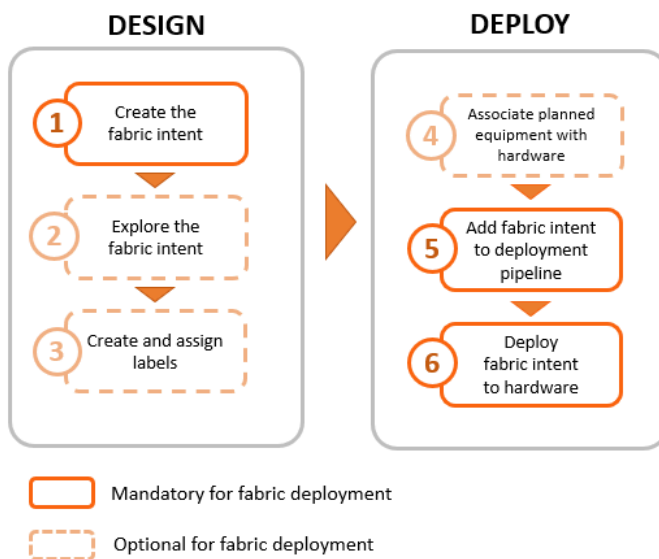 DESIGN
1
Create the
fabric intent
2
Explore the
fabric intent
3
Create and assign
labels
DEPLOY
4
Associate planned
equipment with
hardware
5
Add fabric intent
to deployment
pipeline
6
Deploy
fabric intent
to hardware
Mandatory for fabric deployment
Optional for fabric deployment